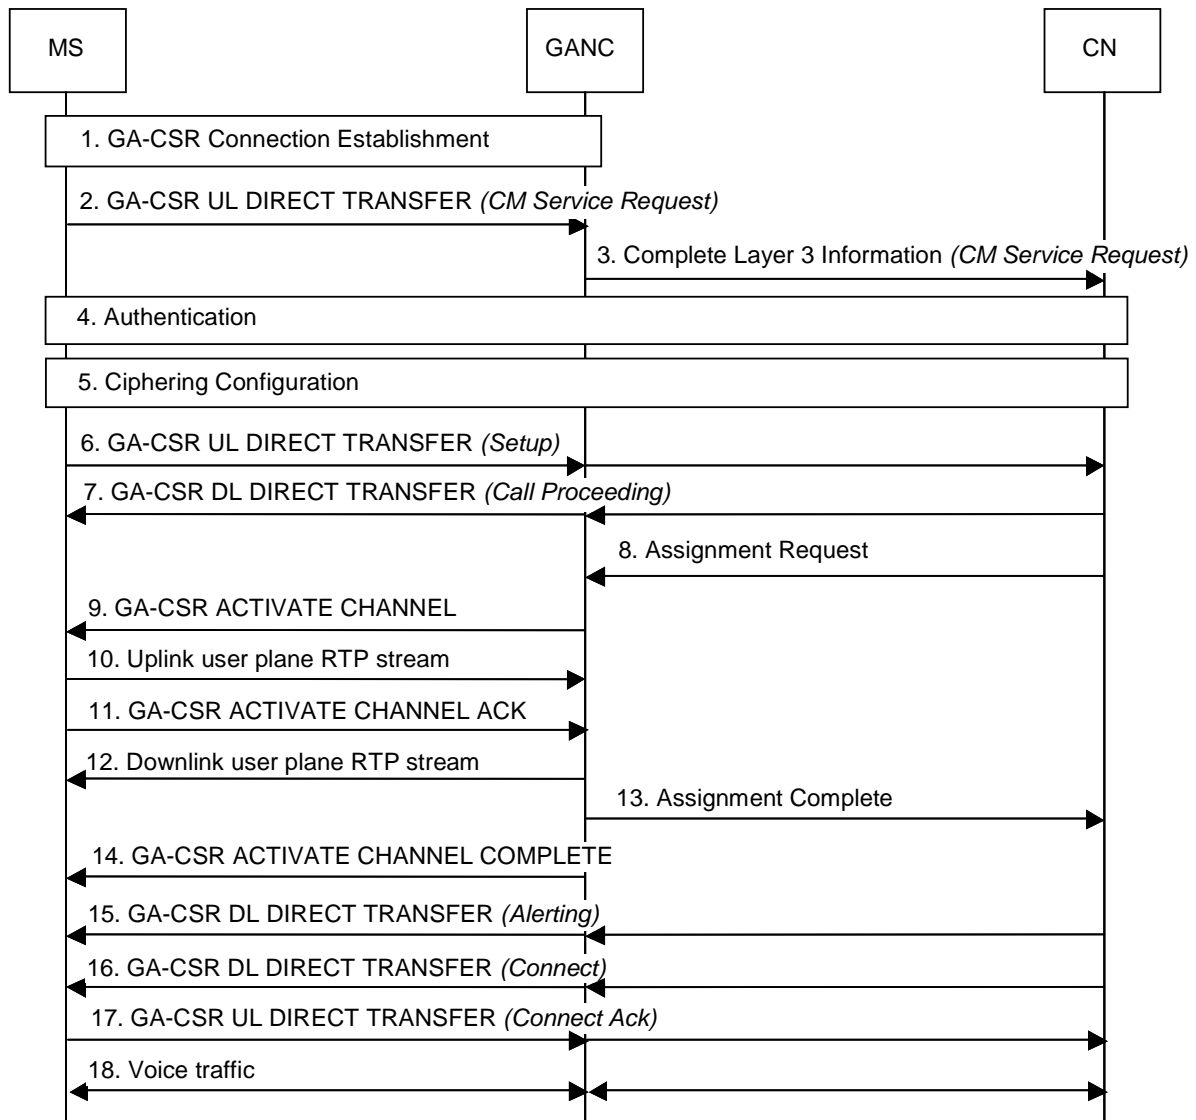 MS
GANC
CN
1. GA-CSR Connection Establishment
2. GA-CSR UL DIRECT TRANSFER (CM Service Request)
3. Complete Layer 3 Information (CM Service Request)
4. Authentication
5. Ciphering Configuration
6. GA-CSR UL DIRECT TRANSFER (Setup)
7. GA-CSR DL DIRECT TRANSFER (Call Proceeding)
8. Assignment Request
9. GA-CSR ACTIVATE CHANNEL
10. Uplink user plane RTP stream
11. GA-CSR ACTIVATE CHANNEL ACK
12. Downlink user plane RTP stream
13. Assignment Complete
14. GA-CSR ACTIVATE CHANNEL COMPLETE
15. GA-CSR DL DIRECT TRANSFER (Alerting)
16. GA-CSR DL DIRECT TRANSFER (Connect)
17. GA-CSR UL DIRECT TRANSFER (Connect Ack)
18. Voice traffic